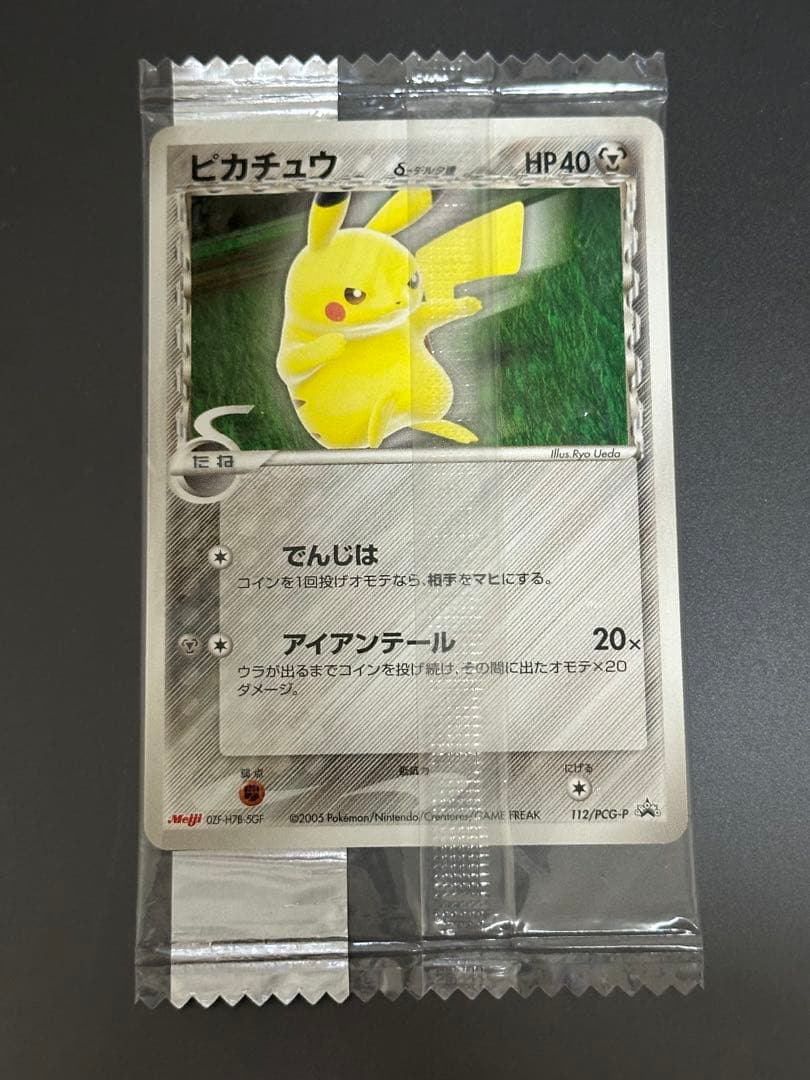 ピカチュウ δ-デルタ種 HP40
Illus.Ryo Ueda
たね
でんじは
コインを1回投げオモテなら、相手をマヒにする。
アイアンテール 20×
ウラが出るまでコインを投げ続け、その間に出たオモテ×20
ダメージ。
弱点 抵抗力 にげる
Meiji 0ZF-H7B-5GF ©2005 Pokémon/Nintendo/Creatures/GAME FREAK 112/PCG-P